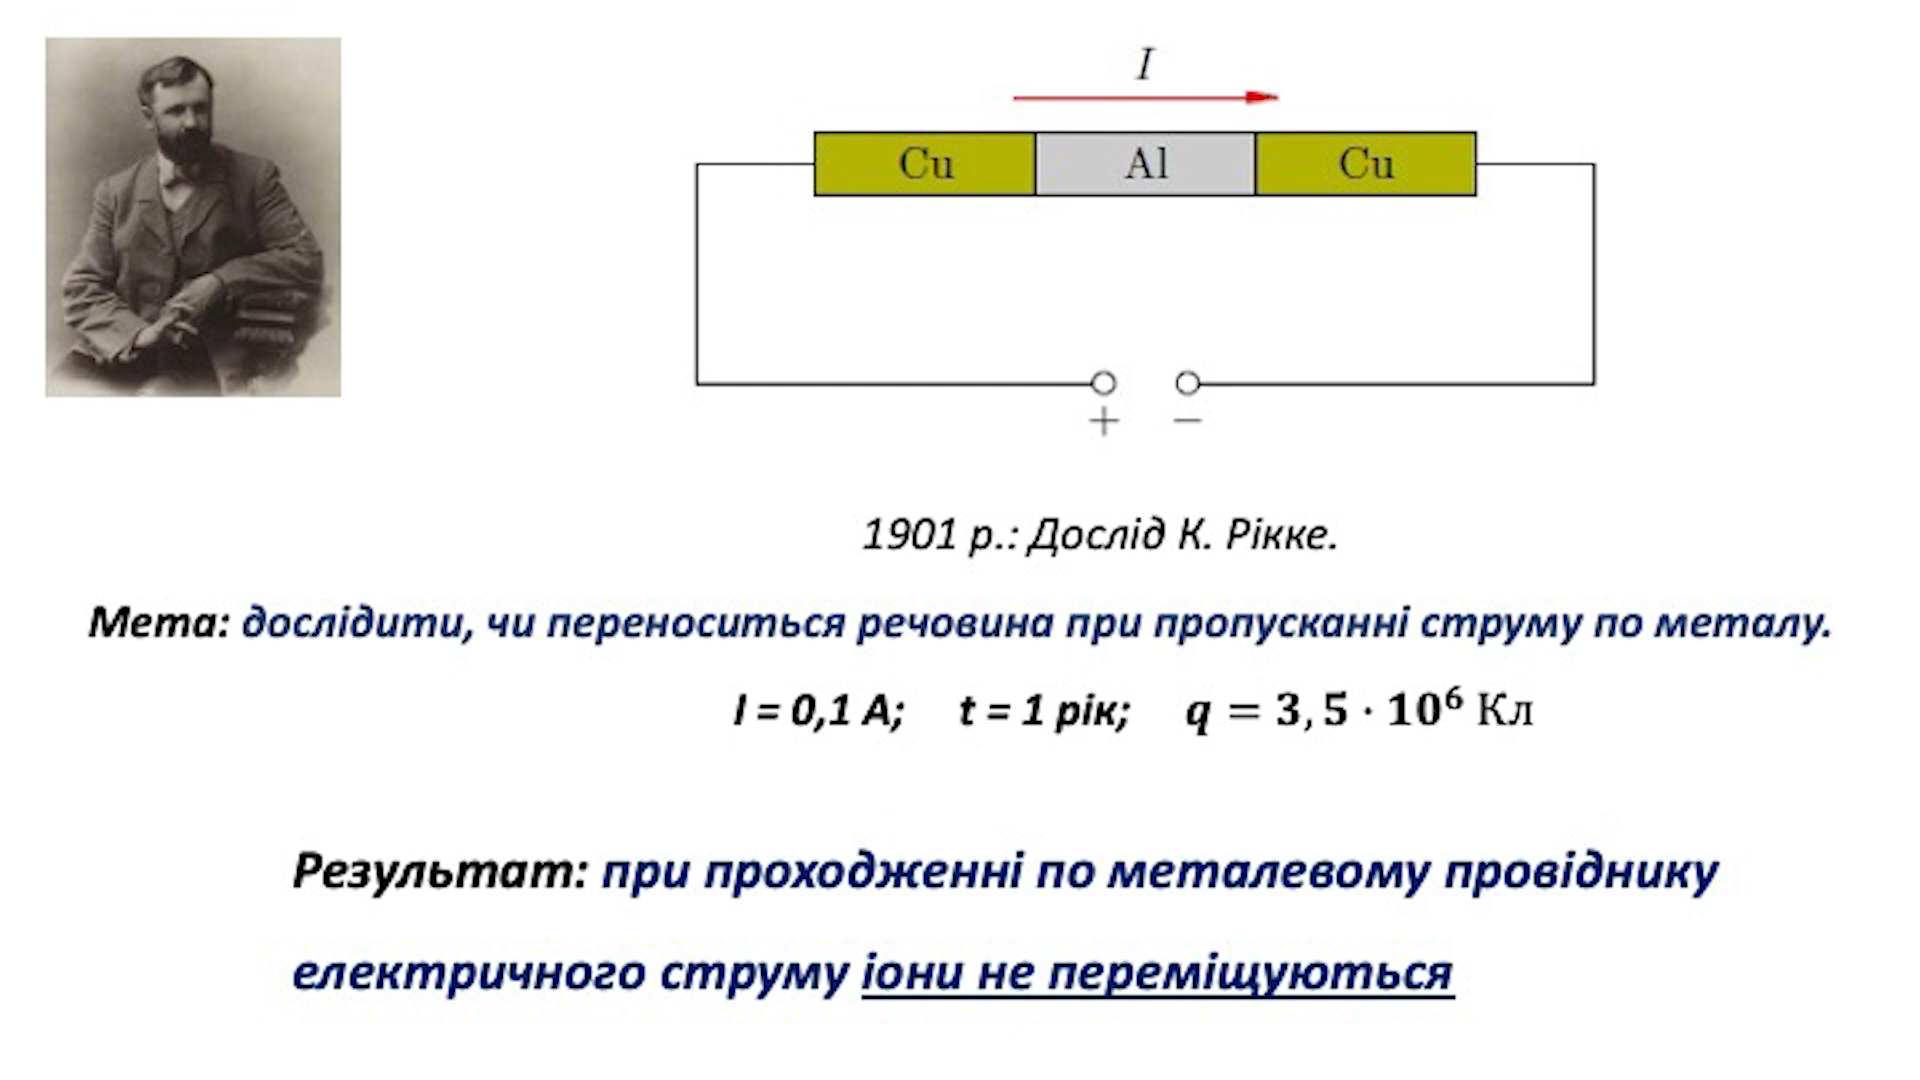 I
Cu Al Cu
+ −
1901 р.: Дослід К. Рікке.
Мета: дослідити, чи переноситься речовина при пропусканні струму по металу.
I = 0,1 А; t = 1 рік; q = 3,5 · 10⁶ Кл
Результат: при проходженні по металевому провіднику
електричного струму іони не переміщуються